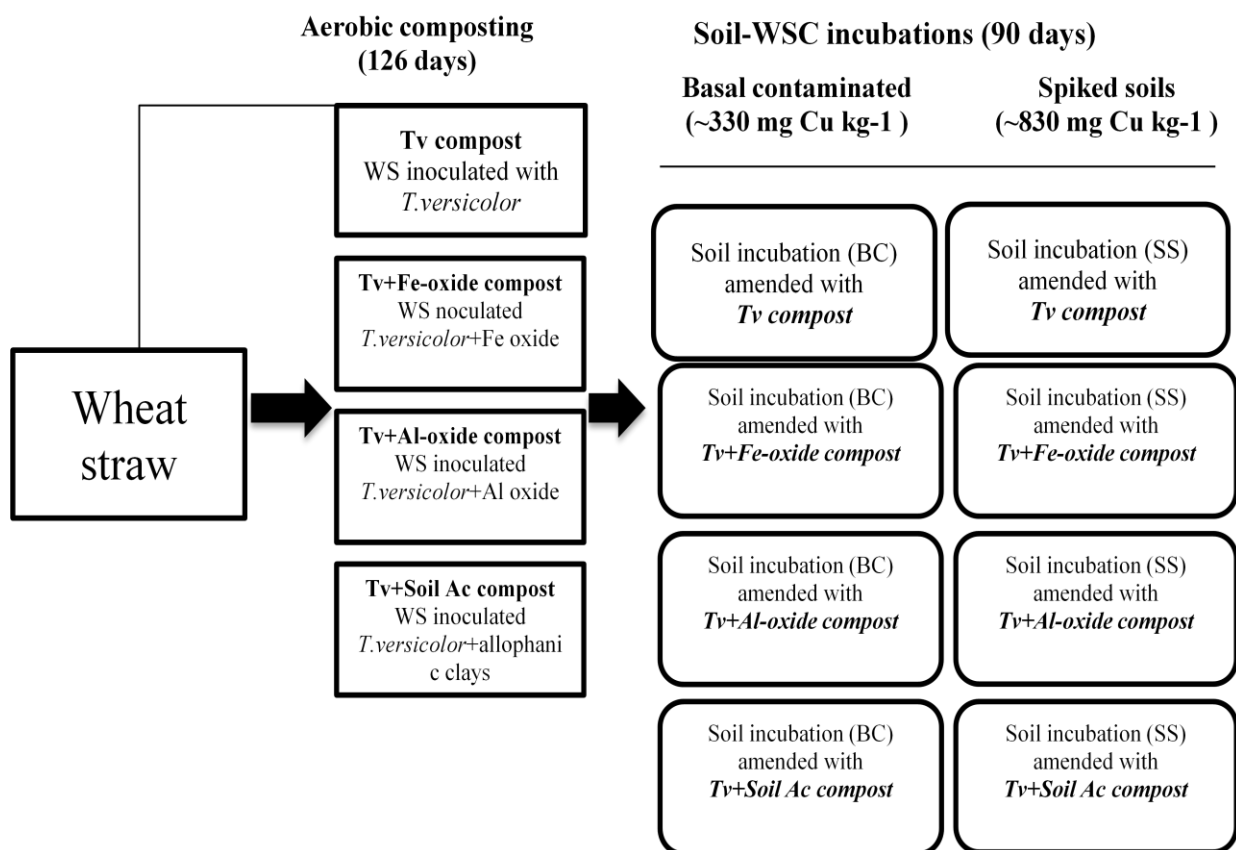 Aerobic composting
(126 days)
Soil-WSC incubations (90 days)
Basal contaminated
(~330 mg Cu kg-1 )
Spiked soils
(~830 mg Cu kg-1 )
Wheat
straw
Tv compost
WS inoculated with
T.versicolor
Tv+Fe-oxide compost
WS noculated
T.versicolor+Fe oxide
Tv+Al-oxide compost
WS inoculated
T.versicolor+Al oxide
Tv+Soil Ac compost
WS inoculated
T.versicolor+allophani
c clays
Soil incubation (BC)
amended with
Tv compost
Soil incubation (SS)
amended with
Tv compost
Soil incubation (BC)
amended with
Tv+Fe-oxide compost
Soil incubation (SS)
amended with
Tv+Fe-oxide compost
Soil incubation (BC)
amended with
Tv+Al-oxide compost
Soil incubation (SS)
amended with
Tv+Al-oxide compost
Soil incubation (BC)
amended with
Tv+Soil Ac compost
Soil incubation (SS)
amended with
Tv+Soil Ac compost